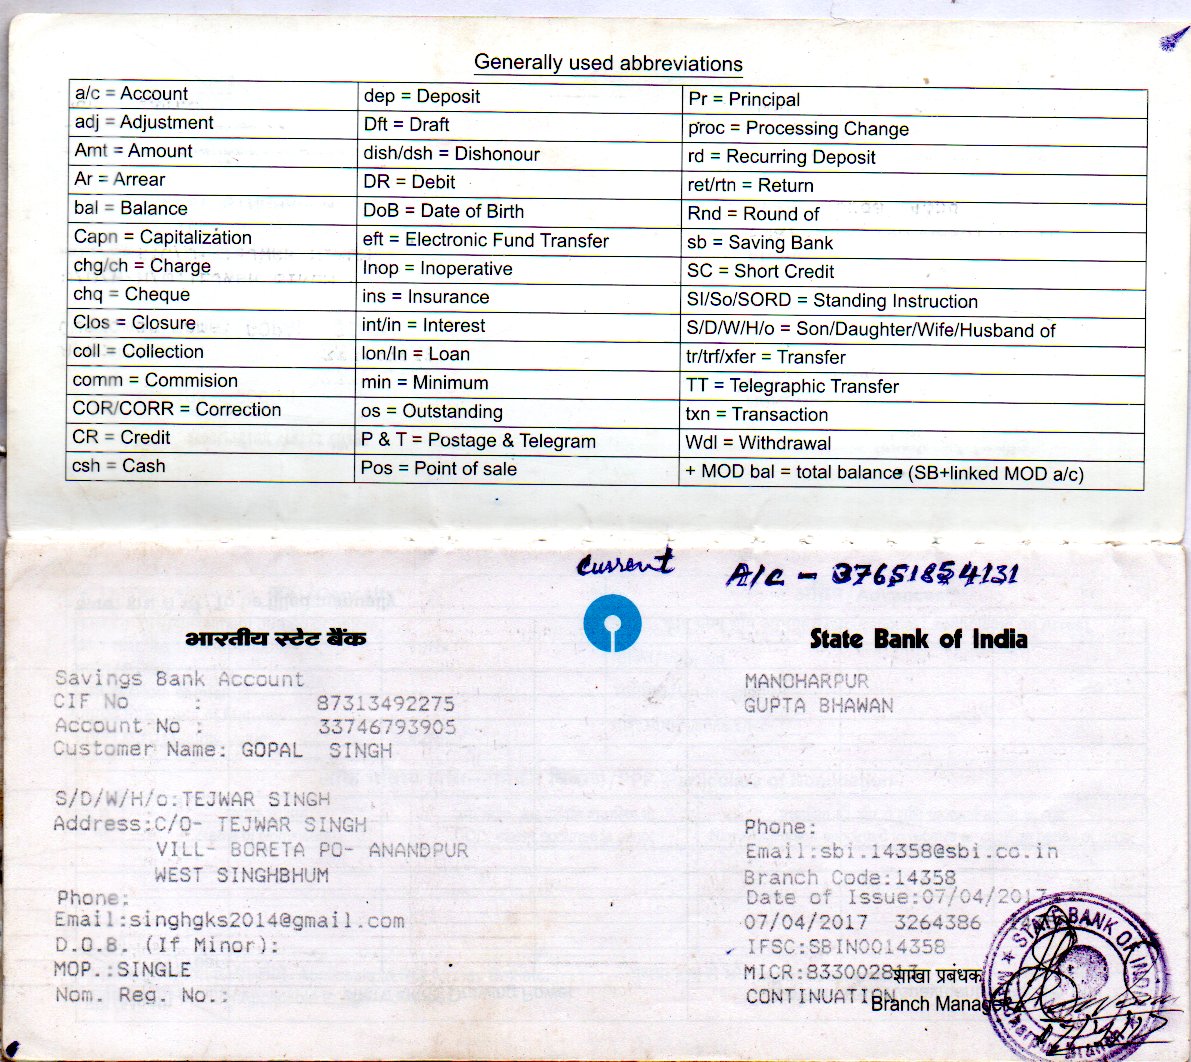 Generally used abbreviations
a/c = Account	dep = Deposit	Pr = Principal
adj = Adjustment	Dft = Draft	proc = Processing Change
Amt = Amount	dish/dsh = Dishonour	rd = Recurring Deposit
Ar = Arrear	DR = Debit	ret/rtn = Return
bal = Balance	DoB = Date of Birth	Rnd = Round of
Capn = Capitalization	eft = Electronic Fund Transfer	sb = Saving Bank
chg/ch = Charge	Inop = Inoperative	SC = Short Credit
chq = Cheque	ins = Insurance	SI/So/SORD = Standing Instruction
Clos = Closure	int/in = Interest	S/D/W/H/o = Son/Daughter/Wife/Husband of
coll = Collection	lon/ln = Loan	tr/trf/xfer = Transfer
comm = Commision	min = Minimum	TT = Telegraphic Transfer
COR/CORR = Correction	os = Outstanding	txn = Transaction
CR = Credit	P & T = Postage & Telegram	Wdl = Withdrawal
csh = Cash	Pos = Point of sale	+ MOD bal = total balance (SB+linked MOD a/c)
Current A/C - 37651854131
भारतीय स्टेट बैंक
State Bank of India
Savings Bank Account
CIF No : 87313492275
Account No : 33746793905
Customer Name: GOPAL SINGH
S/D/W/H/o:TEJWAR SINGH
Address:C/O- TEJWAR SINGH
VILL- BORETA PO- ANANDPUR
WEST SINGHBHUM
Phone:
Email:singhgks2014@gmail.com
D.O.B. (If Minor):
MOP.:SINGLE
Nom. Reg. No.:
MANOHARPUR
GUPTA BHAWAN
Phone:
Email:sbi.14358@sbi.co.in
Branch Code:14358
Date of Issue:07/04/2017
07/04/2017 3264386
IFSC:SBIN0014358
MICR:833002813
शाखा प्रबंधक
CONTINUATION
Branch Manager
STATE BANK OF INDIA